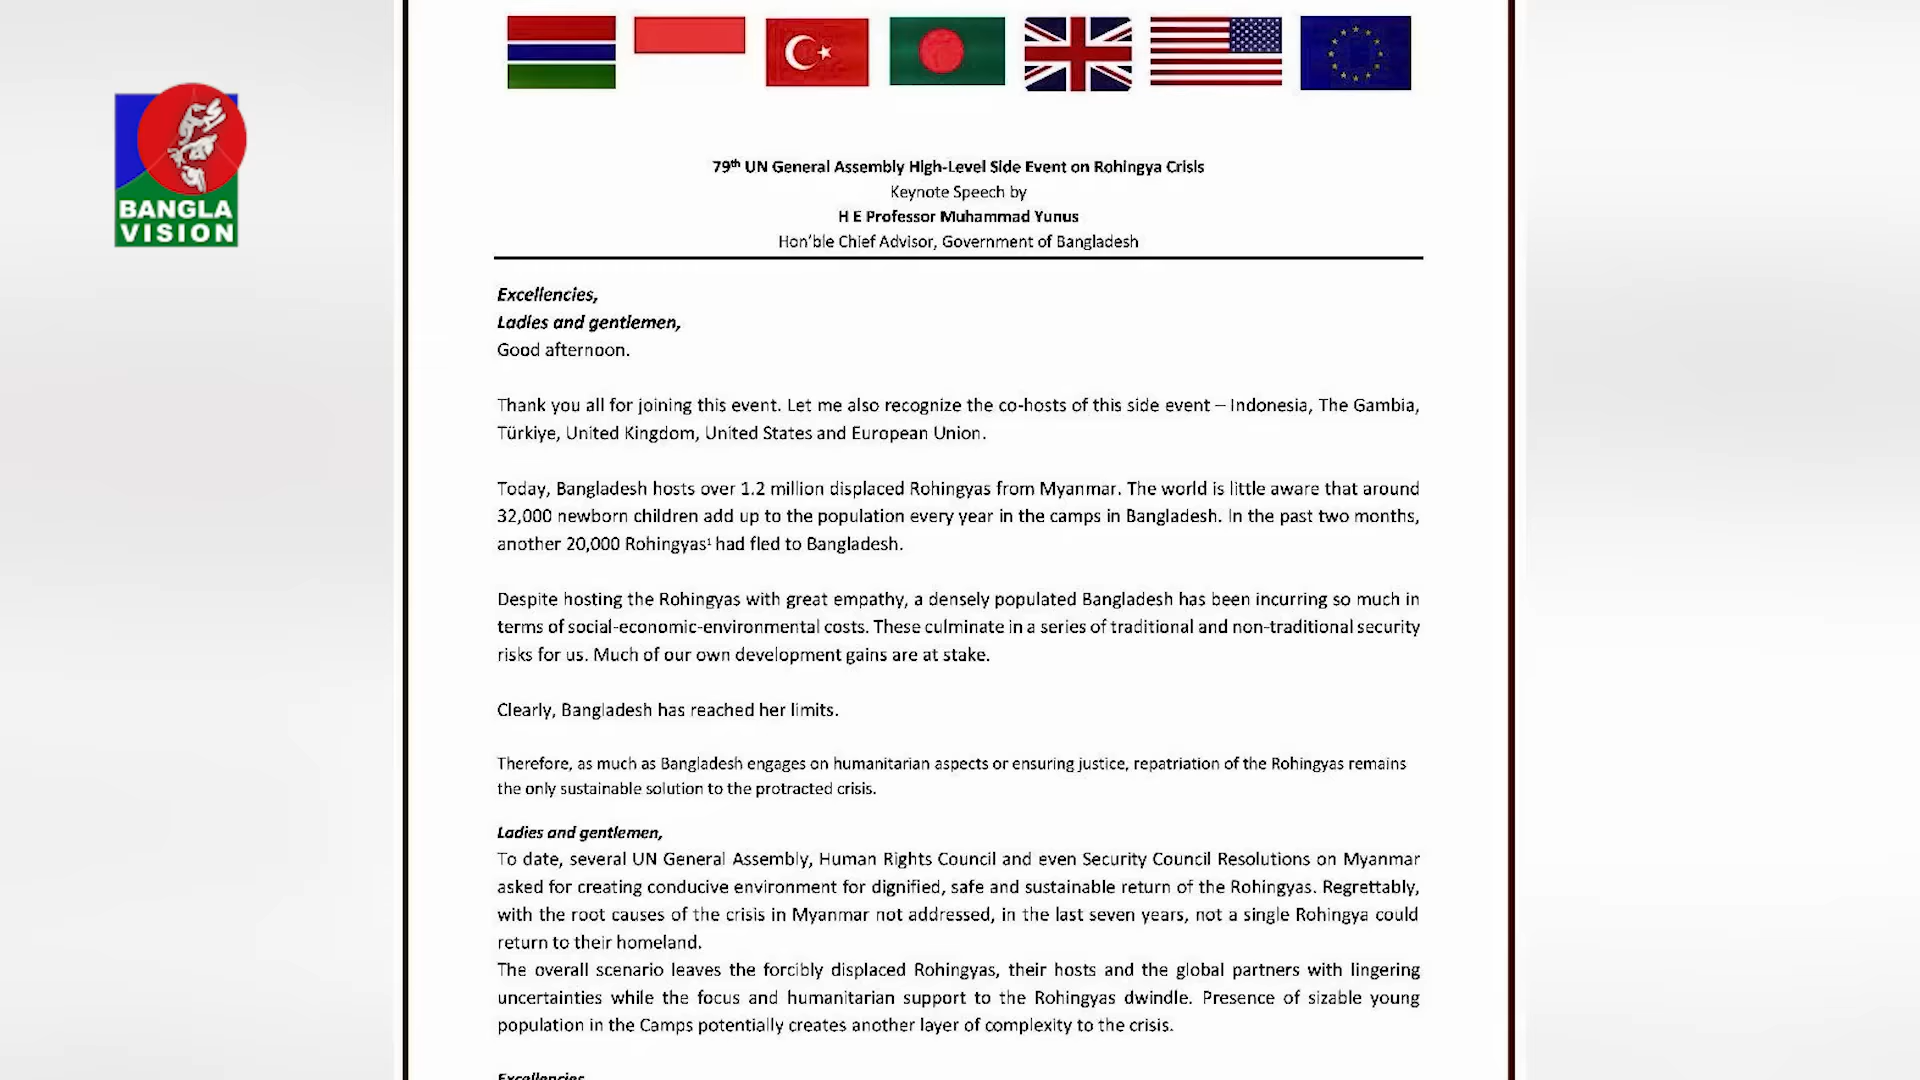 BANGLA
VISION
79th UN General Assembly High-Level Side Event on Rohingya Crisis
Keynote Speech by
H E Professor Muhammad Yunus
Hon'ble Chief Advisor, Government of Bangladesh
Excellencies,
Ladies and gentlemen,
Good afternoon.
Thank you all for joining this event. Let me also recognize the co-hosts of this side event – Indonesia, The Gambia,
Türkiye, United Kingdom, United States and European Union.
Today, Bangladesh hosts over 1.2 million displaced Rohingyas from Myanmar. The world is little aware that around
32,000 newborn children add up to the population every year in the camps in Bangladesh. In the past two months,
another 20,000 Rohingyas¹ had fled to Bangladesh.
Despite hosting the Rohingyas with great empathy, a densely populated Bangladesh has been incurring so much in
terms of social-economic-environmental costs. These culminate in a series of traditional and non-traditional security
risks for us. Much of our own development gains are at stake.
Clearly, Bangladesh has reached her limits.
Therefore, as much as Bangladesh engages on humanitarian aspects or ensuring justice, repatriation of the Rohingyas remains
the only sustainable solution to the protracted crisis.
Ladies and gentlemen,
To date, several UN General Assembly, Human Rights Council and even Security Council Resolutions on Myanmar
asked for creating conducive environment for dignified, safe and sustainable return of the Rohingyas. Regrettably,
with the root causes of the crisis in Myanmar not addressed, in the last seven years, not a single Rohingya could
return to their homeland.
The overall scenario leaves the forcibly displaced Rohingyas, their hosts and the global partners with lingering
uncertainties while the focus and humanitarian support to the Rohingyas dwindle. Presence of sizable young
population in the Camps potentially creates another layer of complexity to the crisis.
Excellencies,